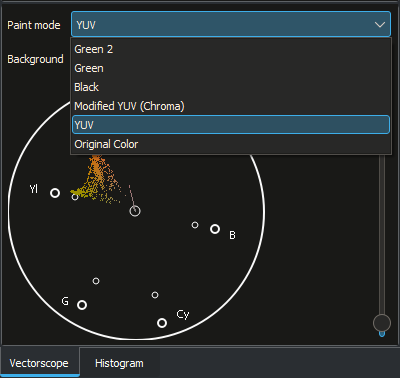 Paint mode YUV
Green 2
Background Green
Black
Modified YUV (Chroma)
YUV
Original Color
Yl
B
G
Cy
Vectorscope Histogram